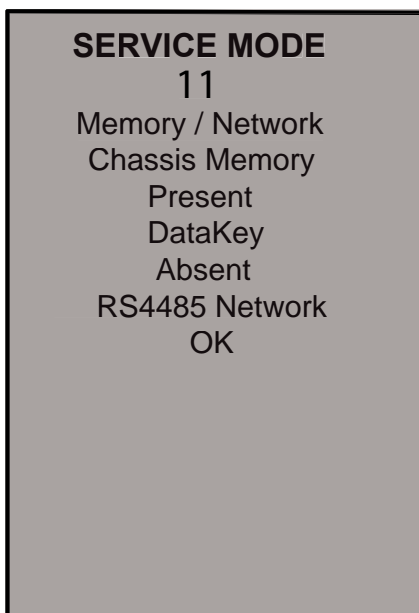 SERVICE MODE
11
Memory / Network
Chassis Memory
Present
DataKey
Absent
RS4485 Network
OK